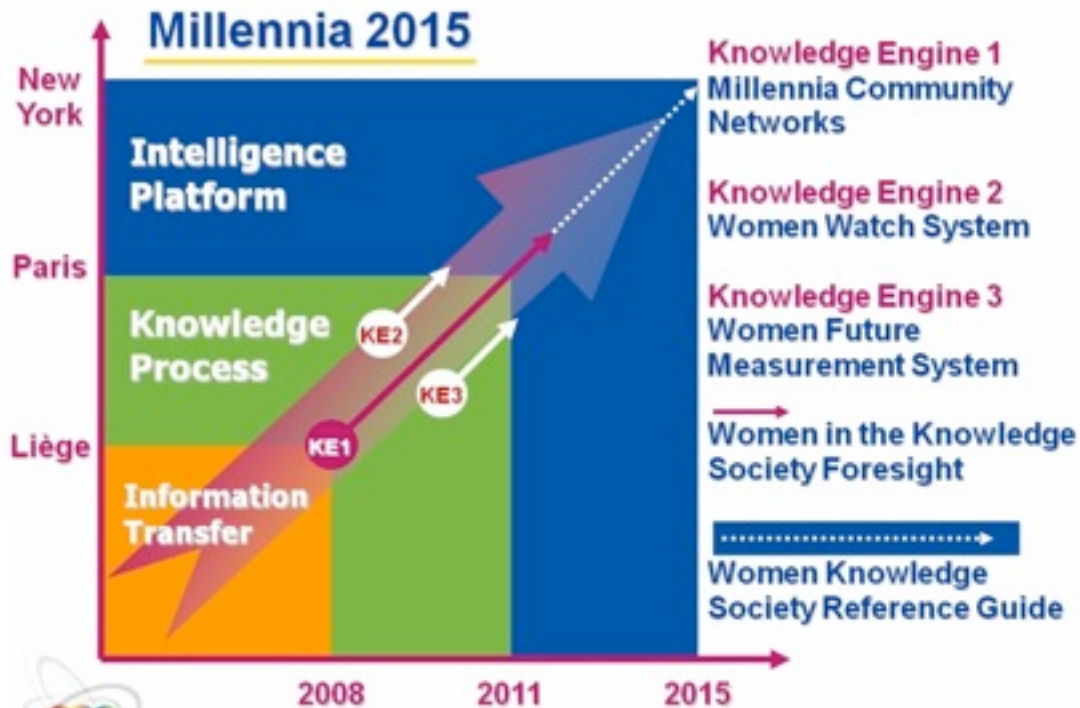 Millennia 2015
New
York
Paris
Liège
Intelligence
Platform
Knowledge
Process
Information
Transfer
KE2
KE3
KE1
2008
2011
2015
Knowledge Engine 1
Millennia Community
Networks
Knowledge Engine 2
Women Watch System
Knowledge Engine 3
Women Future
Measurement System
Women in the Knowledge
Society Foresight
Women Knowledge
Society Reference Guide